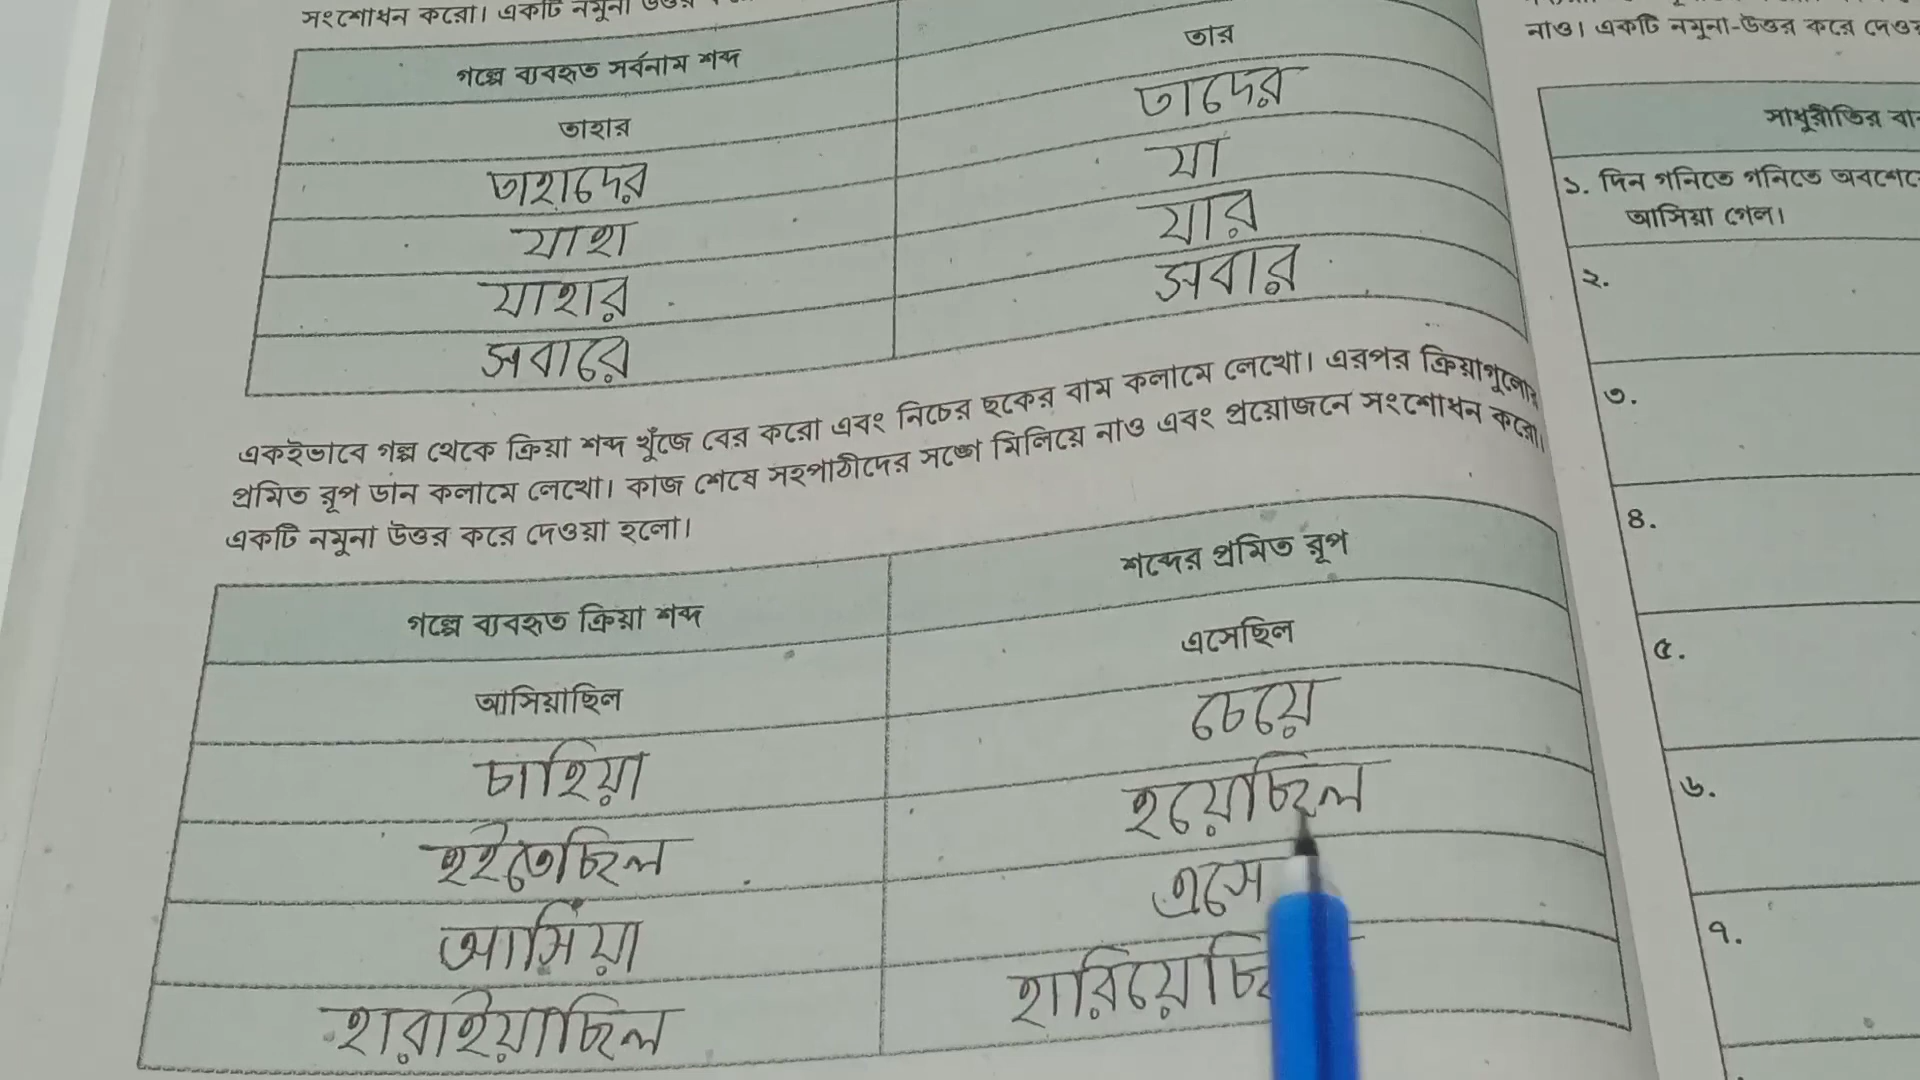 সংশোধন করো। একটি নমুনা উত্তর
গল্পে ব্যবহৃত সর্বনাম শব্দ
তাহার
তার
তাহাদের
তাদের
যাহা
যা
যাহার
যার
সবারে
সবার
একইভাবে গল্প থেকে ক্রিয়া শব্দ খুঁজে বের করো এবং নিচের ছকের বাম কলামে লেখো। এরপর ক্রিয়াগুলোর
প্রমিত রূপ ডান কলামে লেখো। কাজ শেষে সহপাঠীদের সঙ্গে মিলিয়ে নাও এবং প্রয়োজনে সংশোধন করো।
একটি নমুনা উত্তর করে দেওয়া হলো।
গল্পে ব্যবহৃত ক্রিয়া শব্দ
শব্দের প্রমিত রূপ
আসিয়াছিল
এসেছিল
চাহিয়া
চেয়ে
হইতেছিল
হয়েছিল
আসিয়া
এসে
হারাইয়াছিল
নাও। একটি নমুনা-উত্তর করে
সাধুরীতির
১. দিন গনিতে গনিতে
আসিয়া গেল।
২.
৩.
৪.
৫.
৬.
৭.